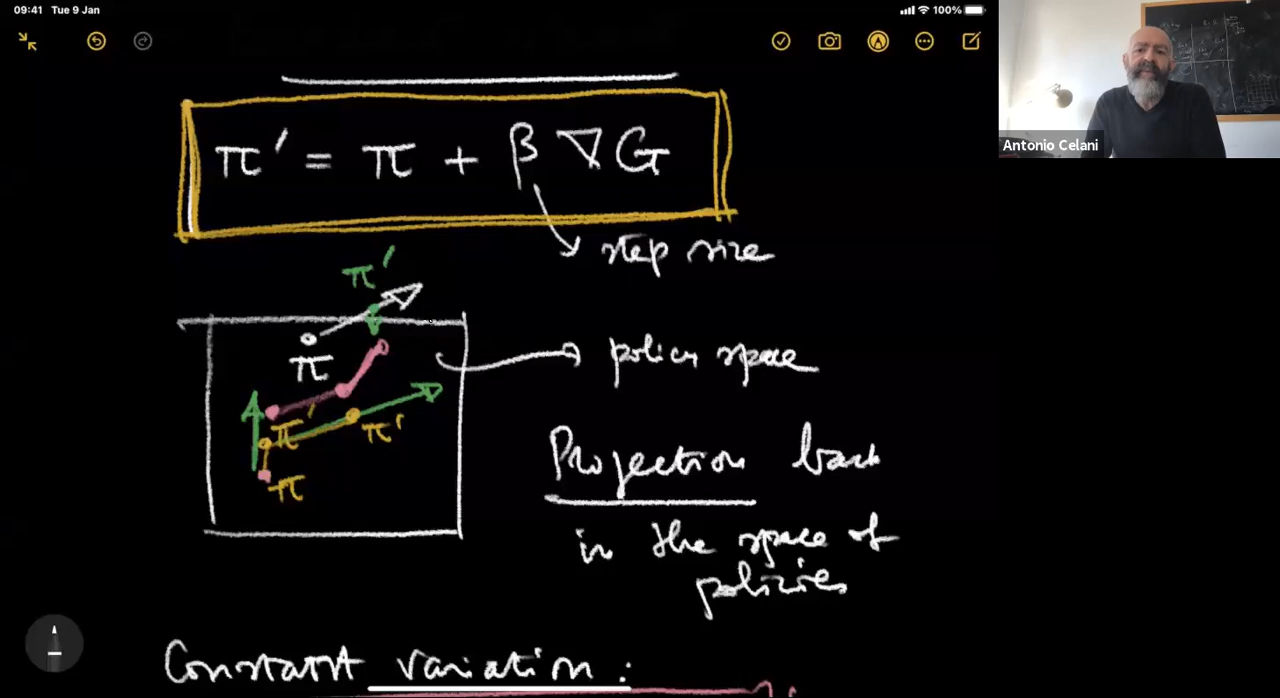 09:41 Tue 9 Jan
100%
Antonio Celani
π' = π + β ∇G
step size
π'
π
policy space
π'
π'
π
Projection back
in the space of
policies
Constant variation: